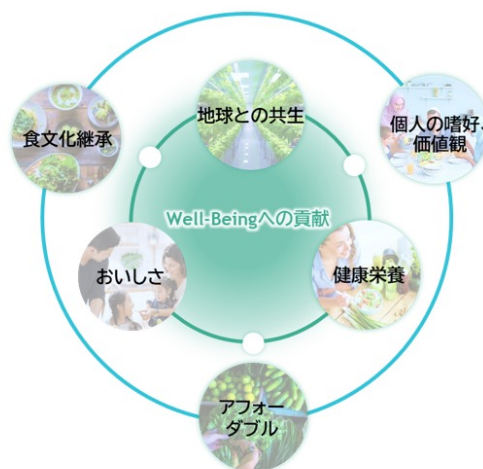 地球との共生
食文化継承
個人の嗜好、
価値観
Well-Beingへの貢献
おいしさ
健康栄養
アフォー
ダブル